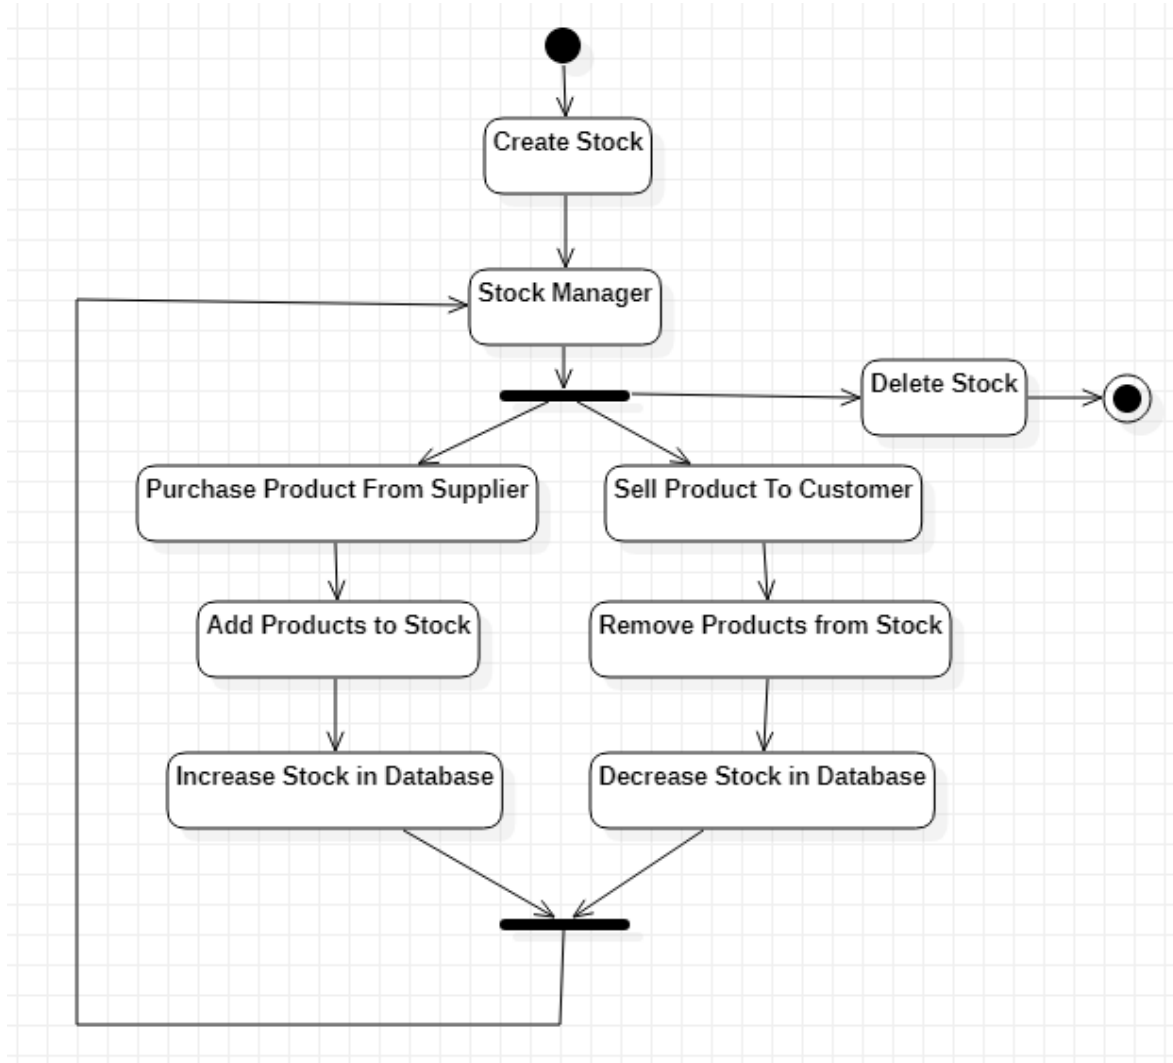 Create Stock
Stock Manager
Delete Stock
Purchase Product From Supplier
Sell Product To Customer
Add Products to Stock
Remove Products from Stock
Increase Stock in Database
Decrease Stock in Database